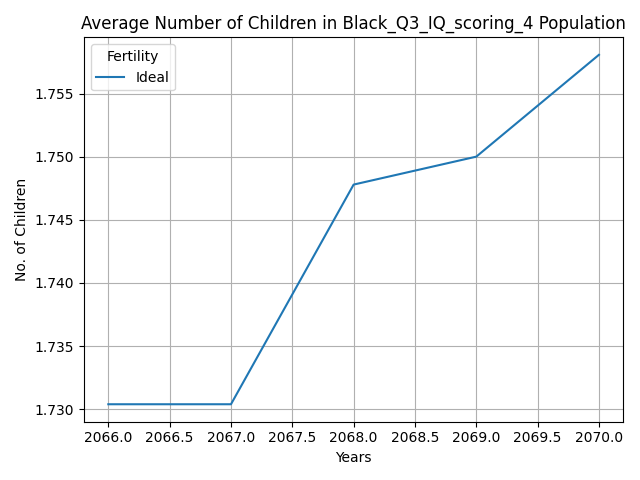 Average Number of Children in Black_Q3_IQ_scoring_4 Population
Fertility
Ideal
1.755
1.750
1.745
1.740
1.735
1.730
No. of Children
2066.0 2066.5 2067.0 2067.5 2068.0 2068.5 2069.0 2069.5 2070.0
Years